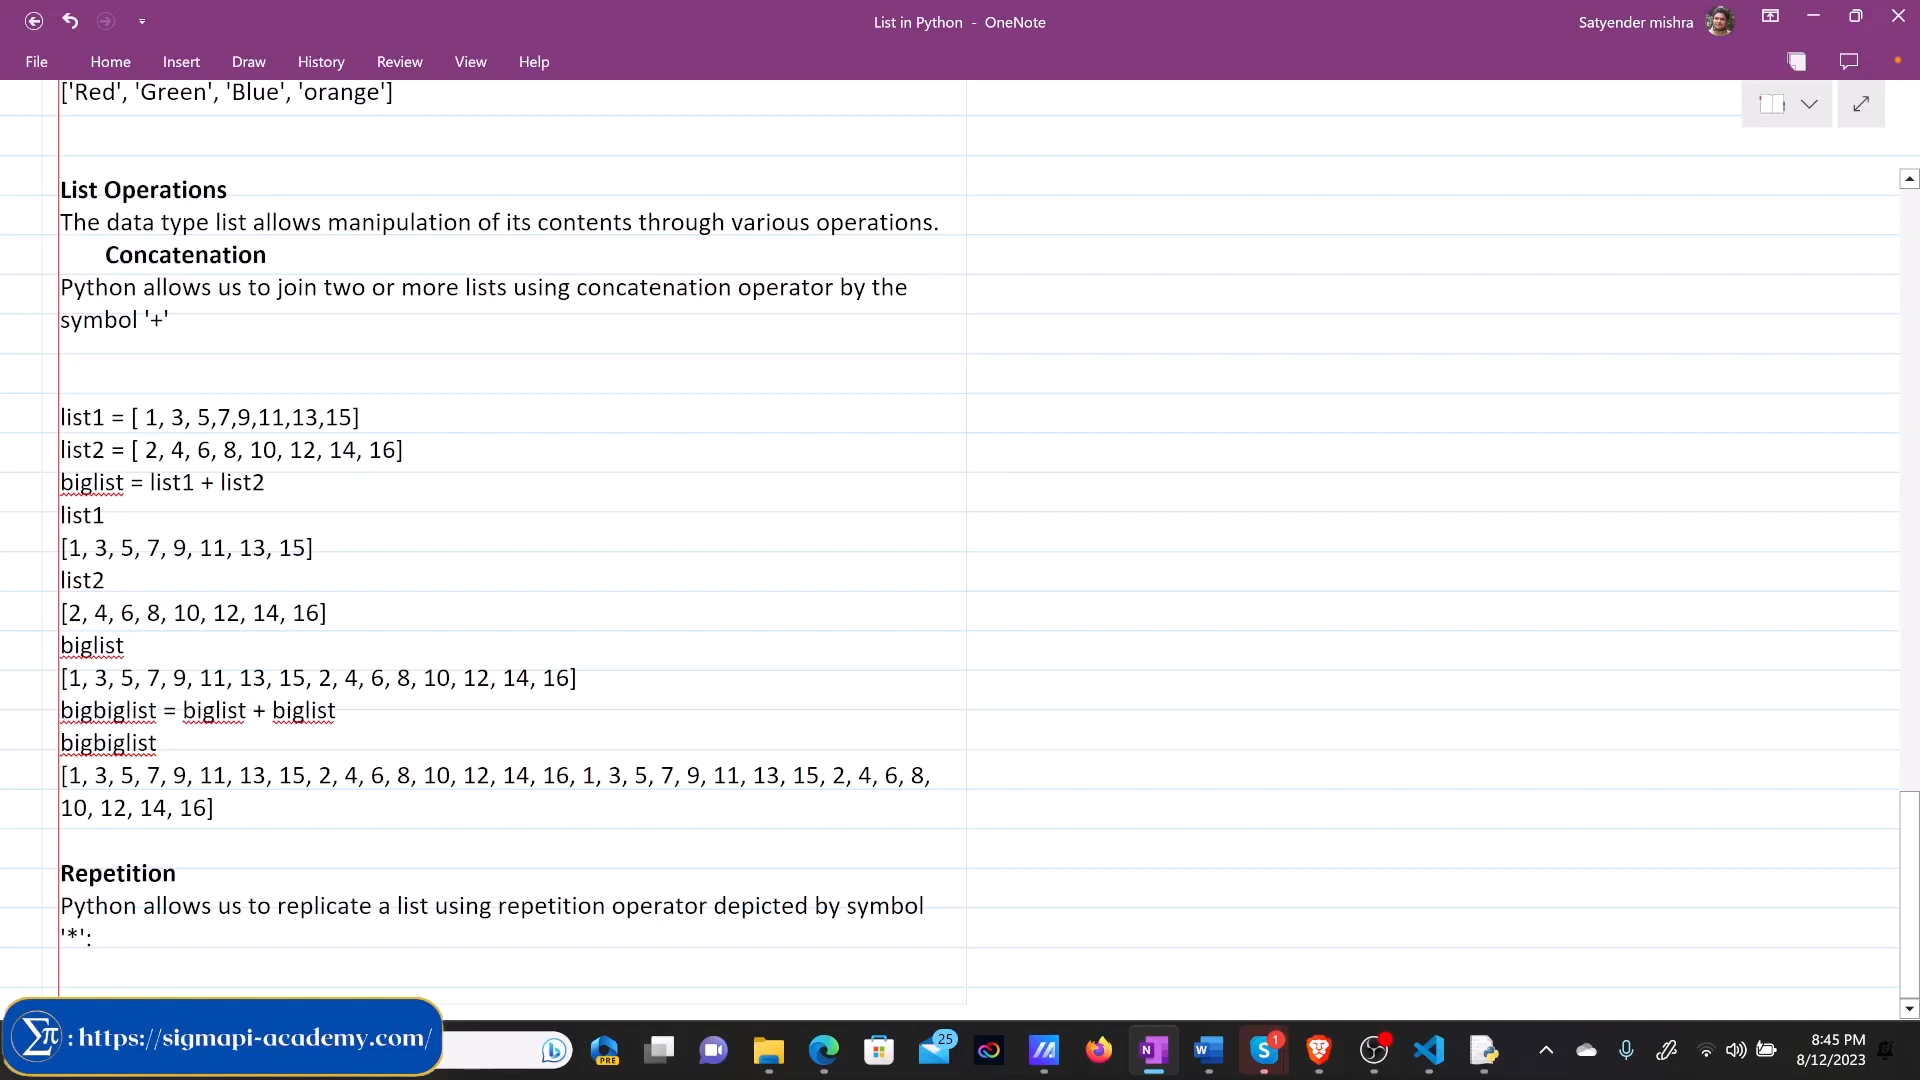 List in Python - OneNote
Satyender mishra
File Home Insert Draw History Review View Help
['Red', 'Green', 'Blue', 'orange']
List Operations
The data type list allows manipulation of its contents through various operations.
Concatenation
Python allows us to join two or more lists using concatenation operator by the
symbol '+'
list1 = [ 1, 3, 5,7,9,11,13,15]
list2 = [ 2, 4, 6, 8, 10, 12, 14, 16]
biglist = list1 + list2
list1
[1, 3, 5, 7, 9, 11, 13, 15]
list2
[2, 4, 6, 8, 10, 12, 14, 16]
biglist
[1, 3, 5, 7, 9, 11, 13, 15, 2, 4, 6, 8, 10, 12, 14, 16]
bigbiglist = biglist + biglist
bigbiglist
[1, 3, 5, 7, 9, 11, 13, 15, 2, 4, 6, 8, 10, 12, 14, 16, 1, 3, 5, 7, 9, 11, 13, 15, 2, 4, 6, 8,
10, 12, 14, 16]
Repetition
Python allows us to replicate a list using repetition operator depicted by symbol
'*':
Σπ : https://sigmapi-academy.com/
PRE
25
N
W
S
1
8:45 PM
8/12/2023